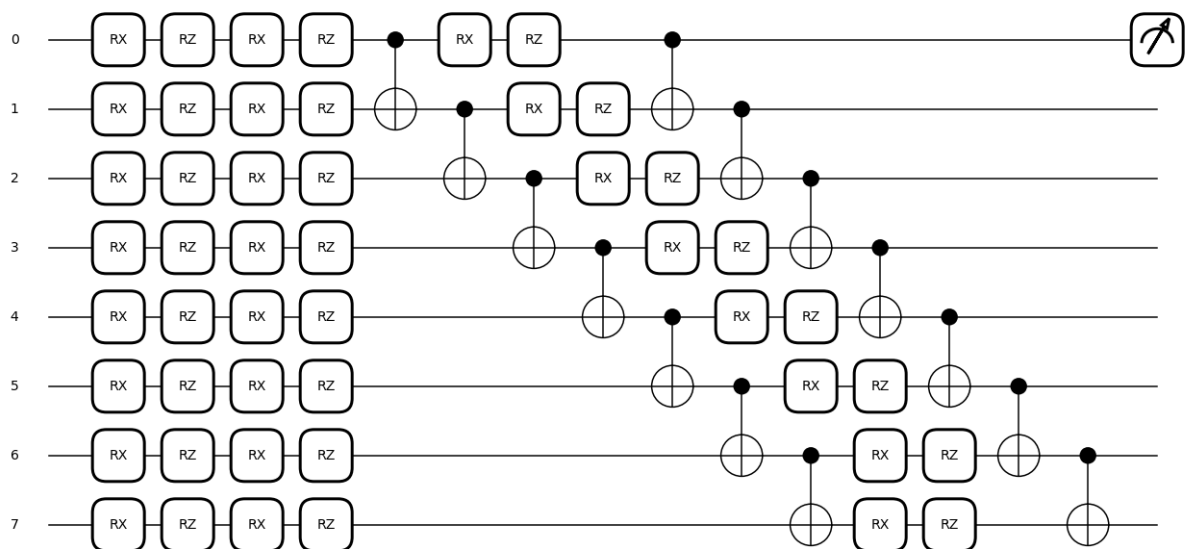 0 RX RZ RX RZ RX RZ
1 RX RZ RX RZ RX RZ
2 RX RZ RX RZ RX RZ
3 RX RZ RX RZ RX RZ
4 RX RZ RX RZ RX RZ
5 RX RZ RX RZ RX RZ
6 RX RZ RX RZ RX RZ
7 RX RZ RX RZ RX RZ